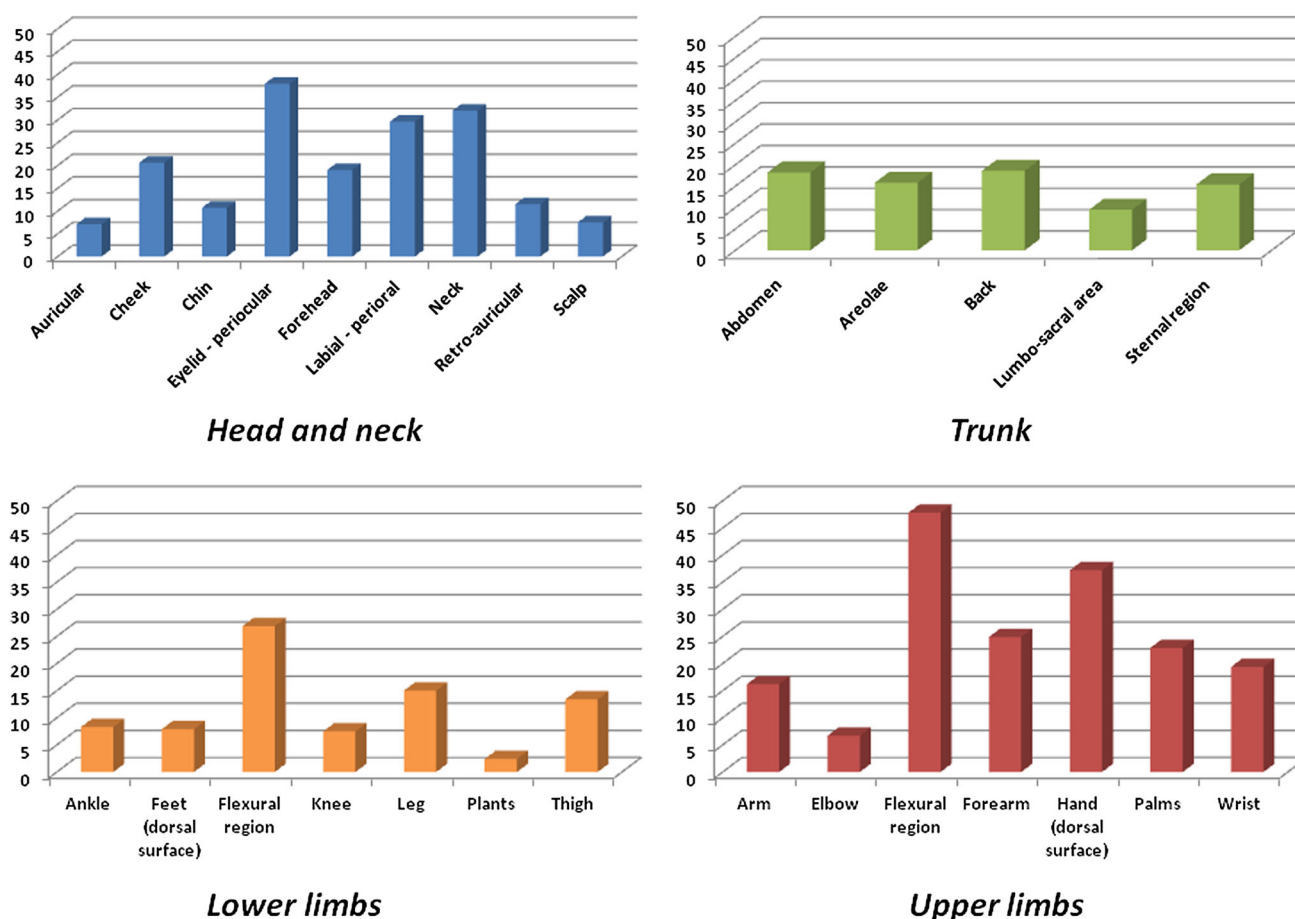 50
45
40
35
30
25
20
15
10
5
0
Auricular
Cheek
Chin
Eyelid - periocular
Forehead
Labial - perioral
Neck
Retro-auricular
Scalp
Head and neck
50
45
40
35
30
25
20
15
10
5
0
Abdomen
Areolae
Back
Lumbo-sacral area
Sternal region
Trunk
50
45
40
35
30
25
20
15
10
5
0
Ankle
Feet
(dorsal
surface)
Flexural
region
Knee
Leg
Plants
Thigh
Lower limbs
50
45
40
35
30
25
20
15
10
5
0
Arm
Elbow
Flexural
region
Forearm
Hand
(dorsal
surface)
Palms
Wrist
Upper limbs